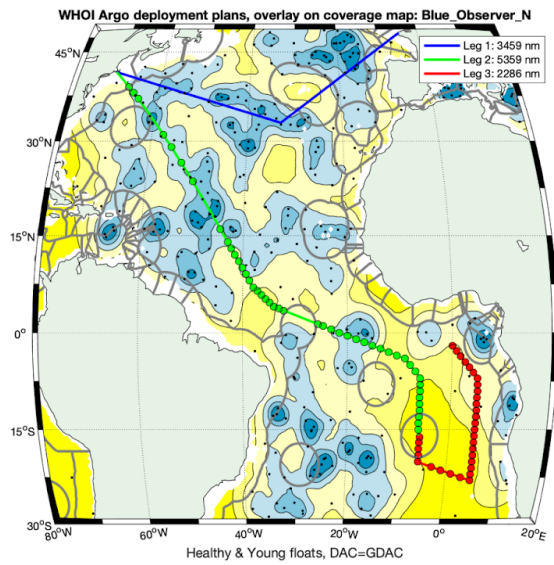 WHOI Argo deployment plans, overlay on coverage map: Blue_Observer_N
Leg 1: 3459 nm
Leg 2: 5359 nm
Leg 3: 2286 nm
45°N
30°N
15°N
0°
15°S
30°S
80°W
60°W
40°W
20°W
0°
20°E
Healthy & Young floats, DAC=GDAC